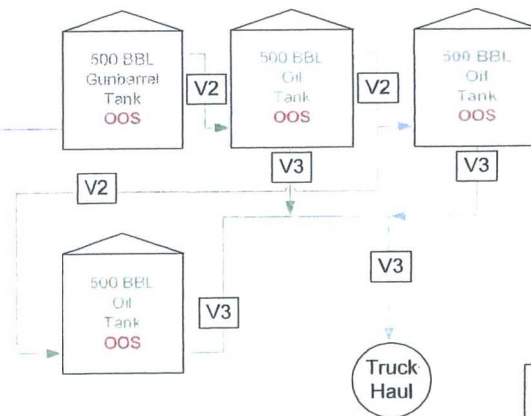 500 BBL
Gunbarrel
Tank
OOS
V2
500 BBL
Oil
Tank
OOS
V2
500 BBL
Oil
Tank
OOS
V2
V3
V3
500 BBL
Oil
Tank
OOS
V3
V3
Truck
Haul